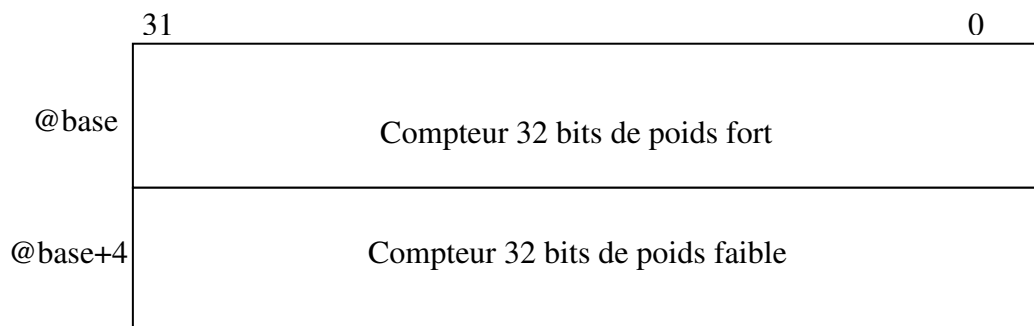 31 0
@base Compteur 32 bits de poids fort
@base+4 Compteur 32 bits de poids faible